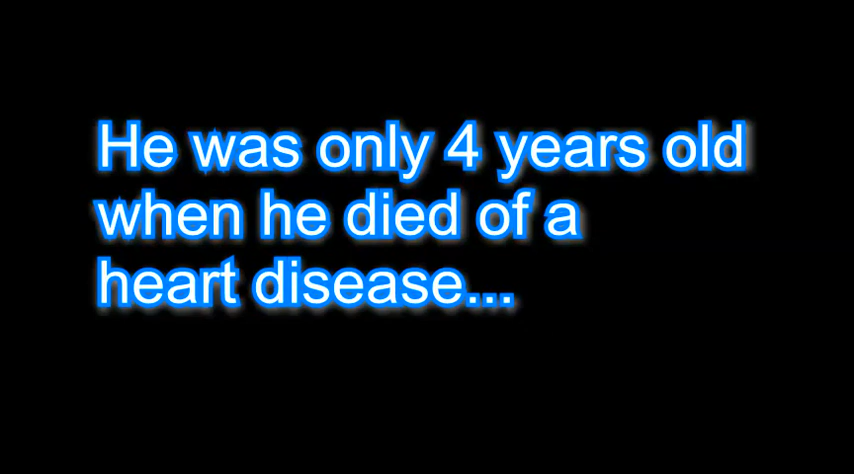 He was only 4 years old
when he died of a
heart disease...